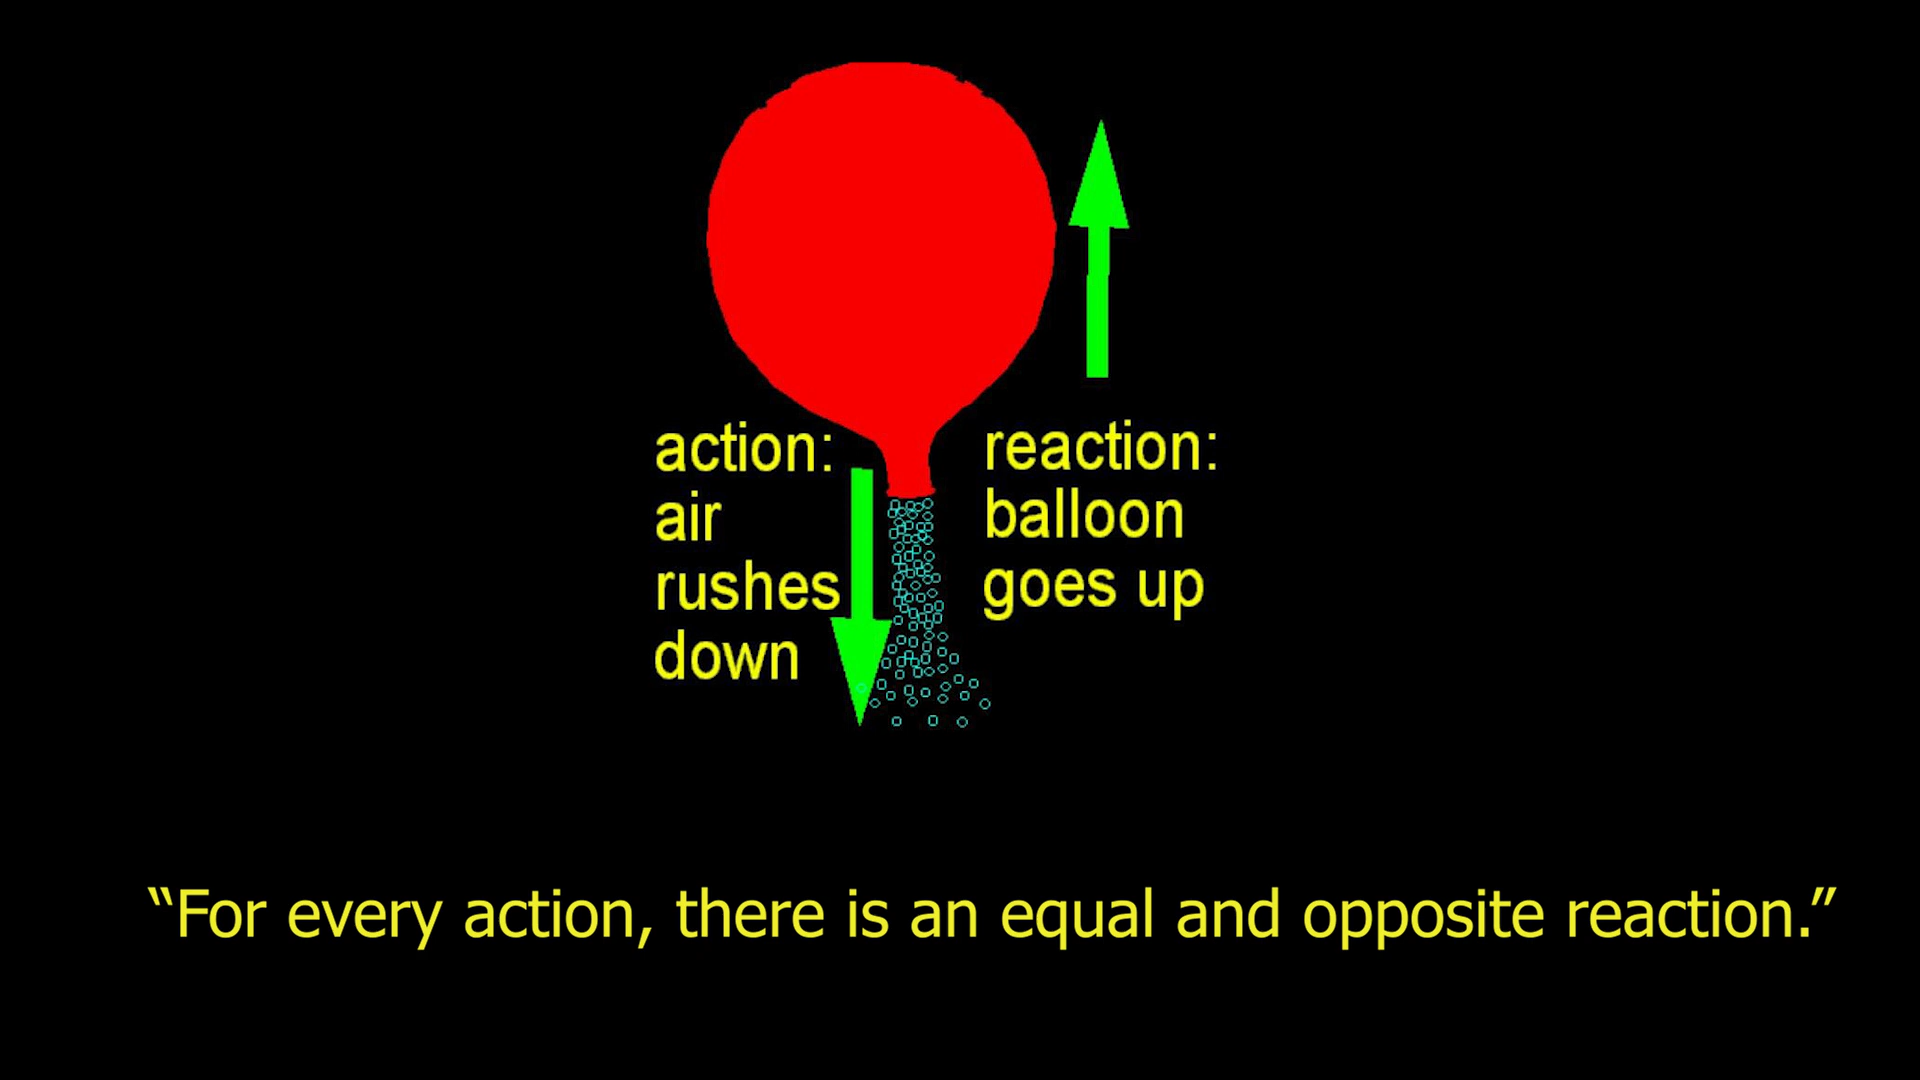 action:
air
rushes
down
reaction:
balloon
goes up
“For every action, there is an equal and opposite reaction.”